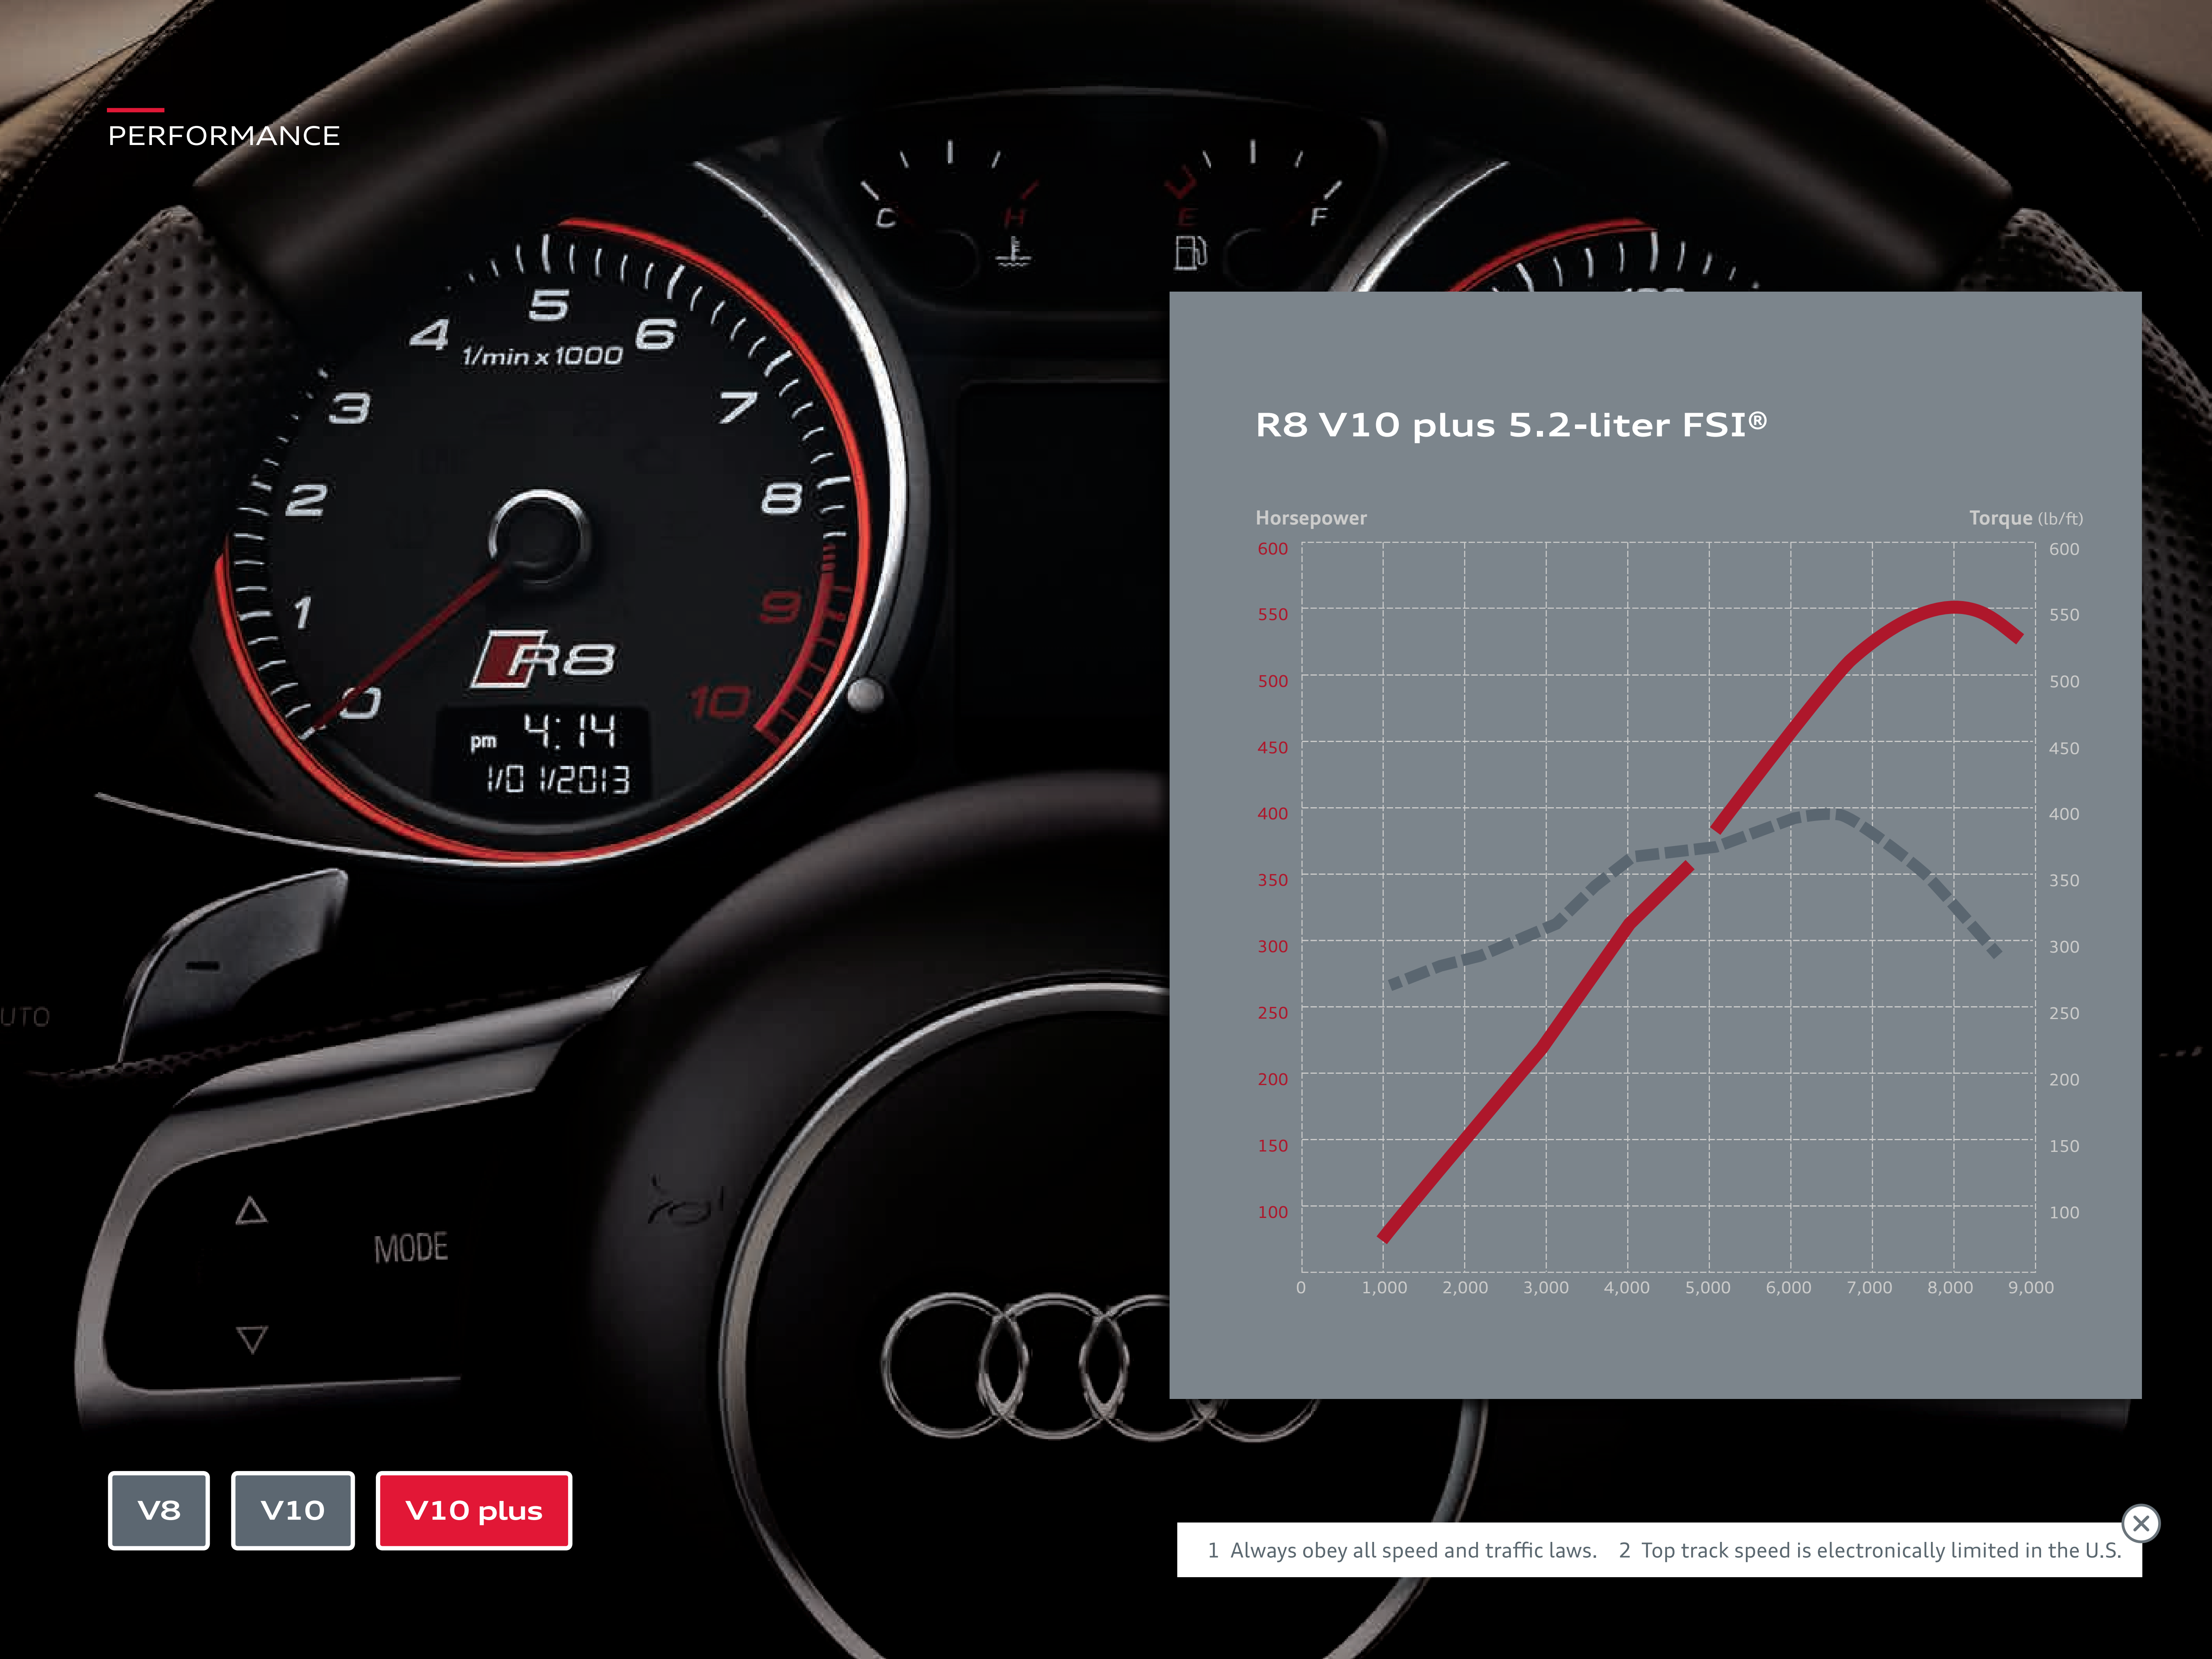 PERFORMANCE
C
H
E
F
0
1
2
3
4
5
6
7
8
9
10
1/min x 1000
R8
pm 4:14
1/01/2013
UTO
MODE
R8 V10 plus 5.2-liter FSI®
Horsepower
Torque (lb/ft)
600 600
550 550
500 500
450 450
400 400
350 350
300 300
250 250
200 200
150 150
100 100
0 1,000 2,000 3,000 4,000 5,000 6,000 7,000 8,000 9,000
V8 V10 V10 plus
1 Always obey all speed and traffic laws. 2 Top track speed is electronically limited in the U.S.